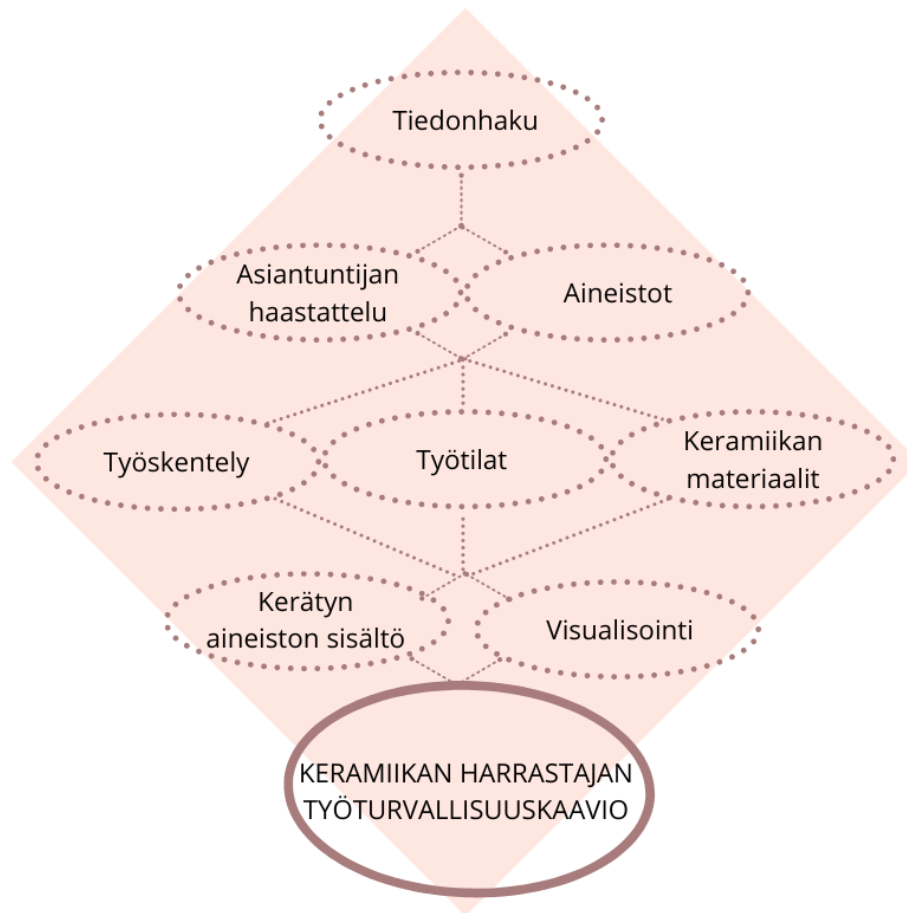 Tiedonhaku
Asiantuntijan
haastattelu
Aineistot
Työskentely
Työtilat
Keramiikan
materiaalit
Kerätyn
aineiston sisältö
Visualisointi
KERAMIIKAN HARRASTAJAN
TYÖTURVALLISUUSKAAVIO